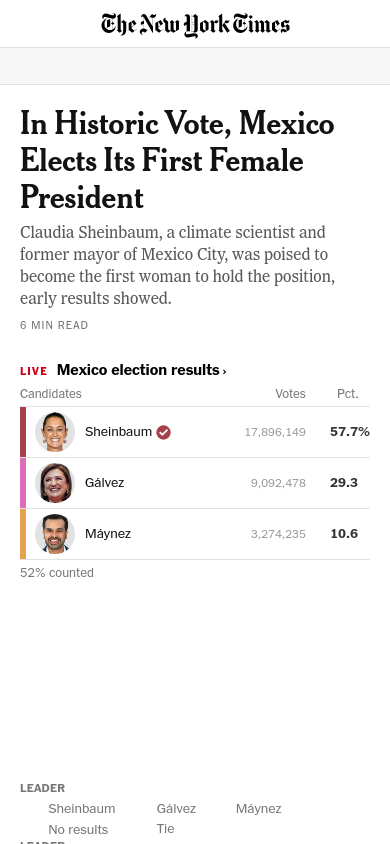 The New York Times
In Historic Vote, Mexico
Elects Its First Female
President
Claudia Sheinbaum, a climate scientist and
former mayor of Mexico City, was poised to
become the first woman to hold the position,
early results showed.
6 MIN READ
LIVE Mexico election results ›
Candidates Votes Pct.
Sheinbaum 17,896,149 57.7%
Gálvez 9,092,478 29.3
Máynez 3,274,235 10.6
52% counted
LEADER
Sheinbaum Gálvez Máynez
No results Tie
LEADER